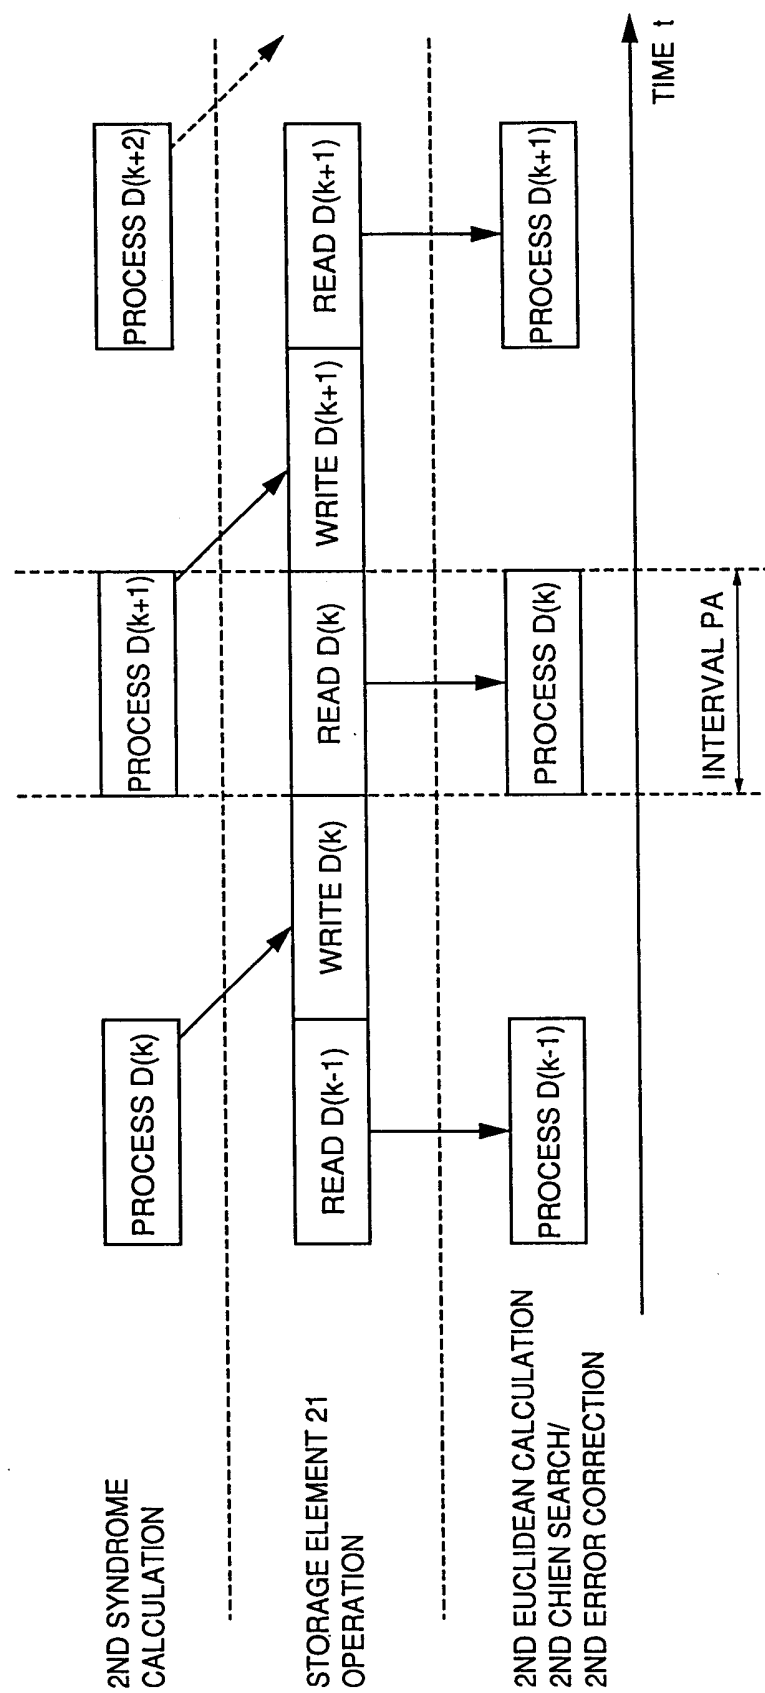 2ND SYNDROME
CALCULATION
PROCESS D(k)
PROCESS D(k+1)
PROCESS D(k+2)
STORAGE ELEMENT 21
OPERATION
READ D(k-1)
WRITE D(k)
READ D(k)
WRITE D(k+1)
READ D(k+1)
2ND EUCLIDEAN CALCULATION
2ND CHIEN SEARCH/
2ND ERROR CORRECTION
PROCESS D(k-1)
PROCESS D(k)
PROCESS D(k+1)
TIME t
INTERVAL PA